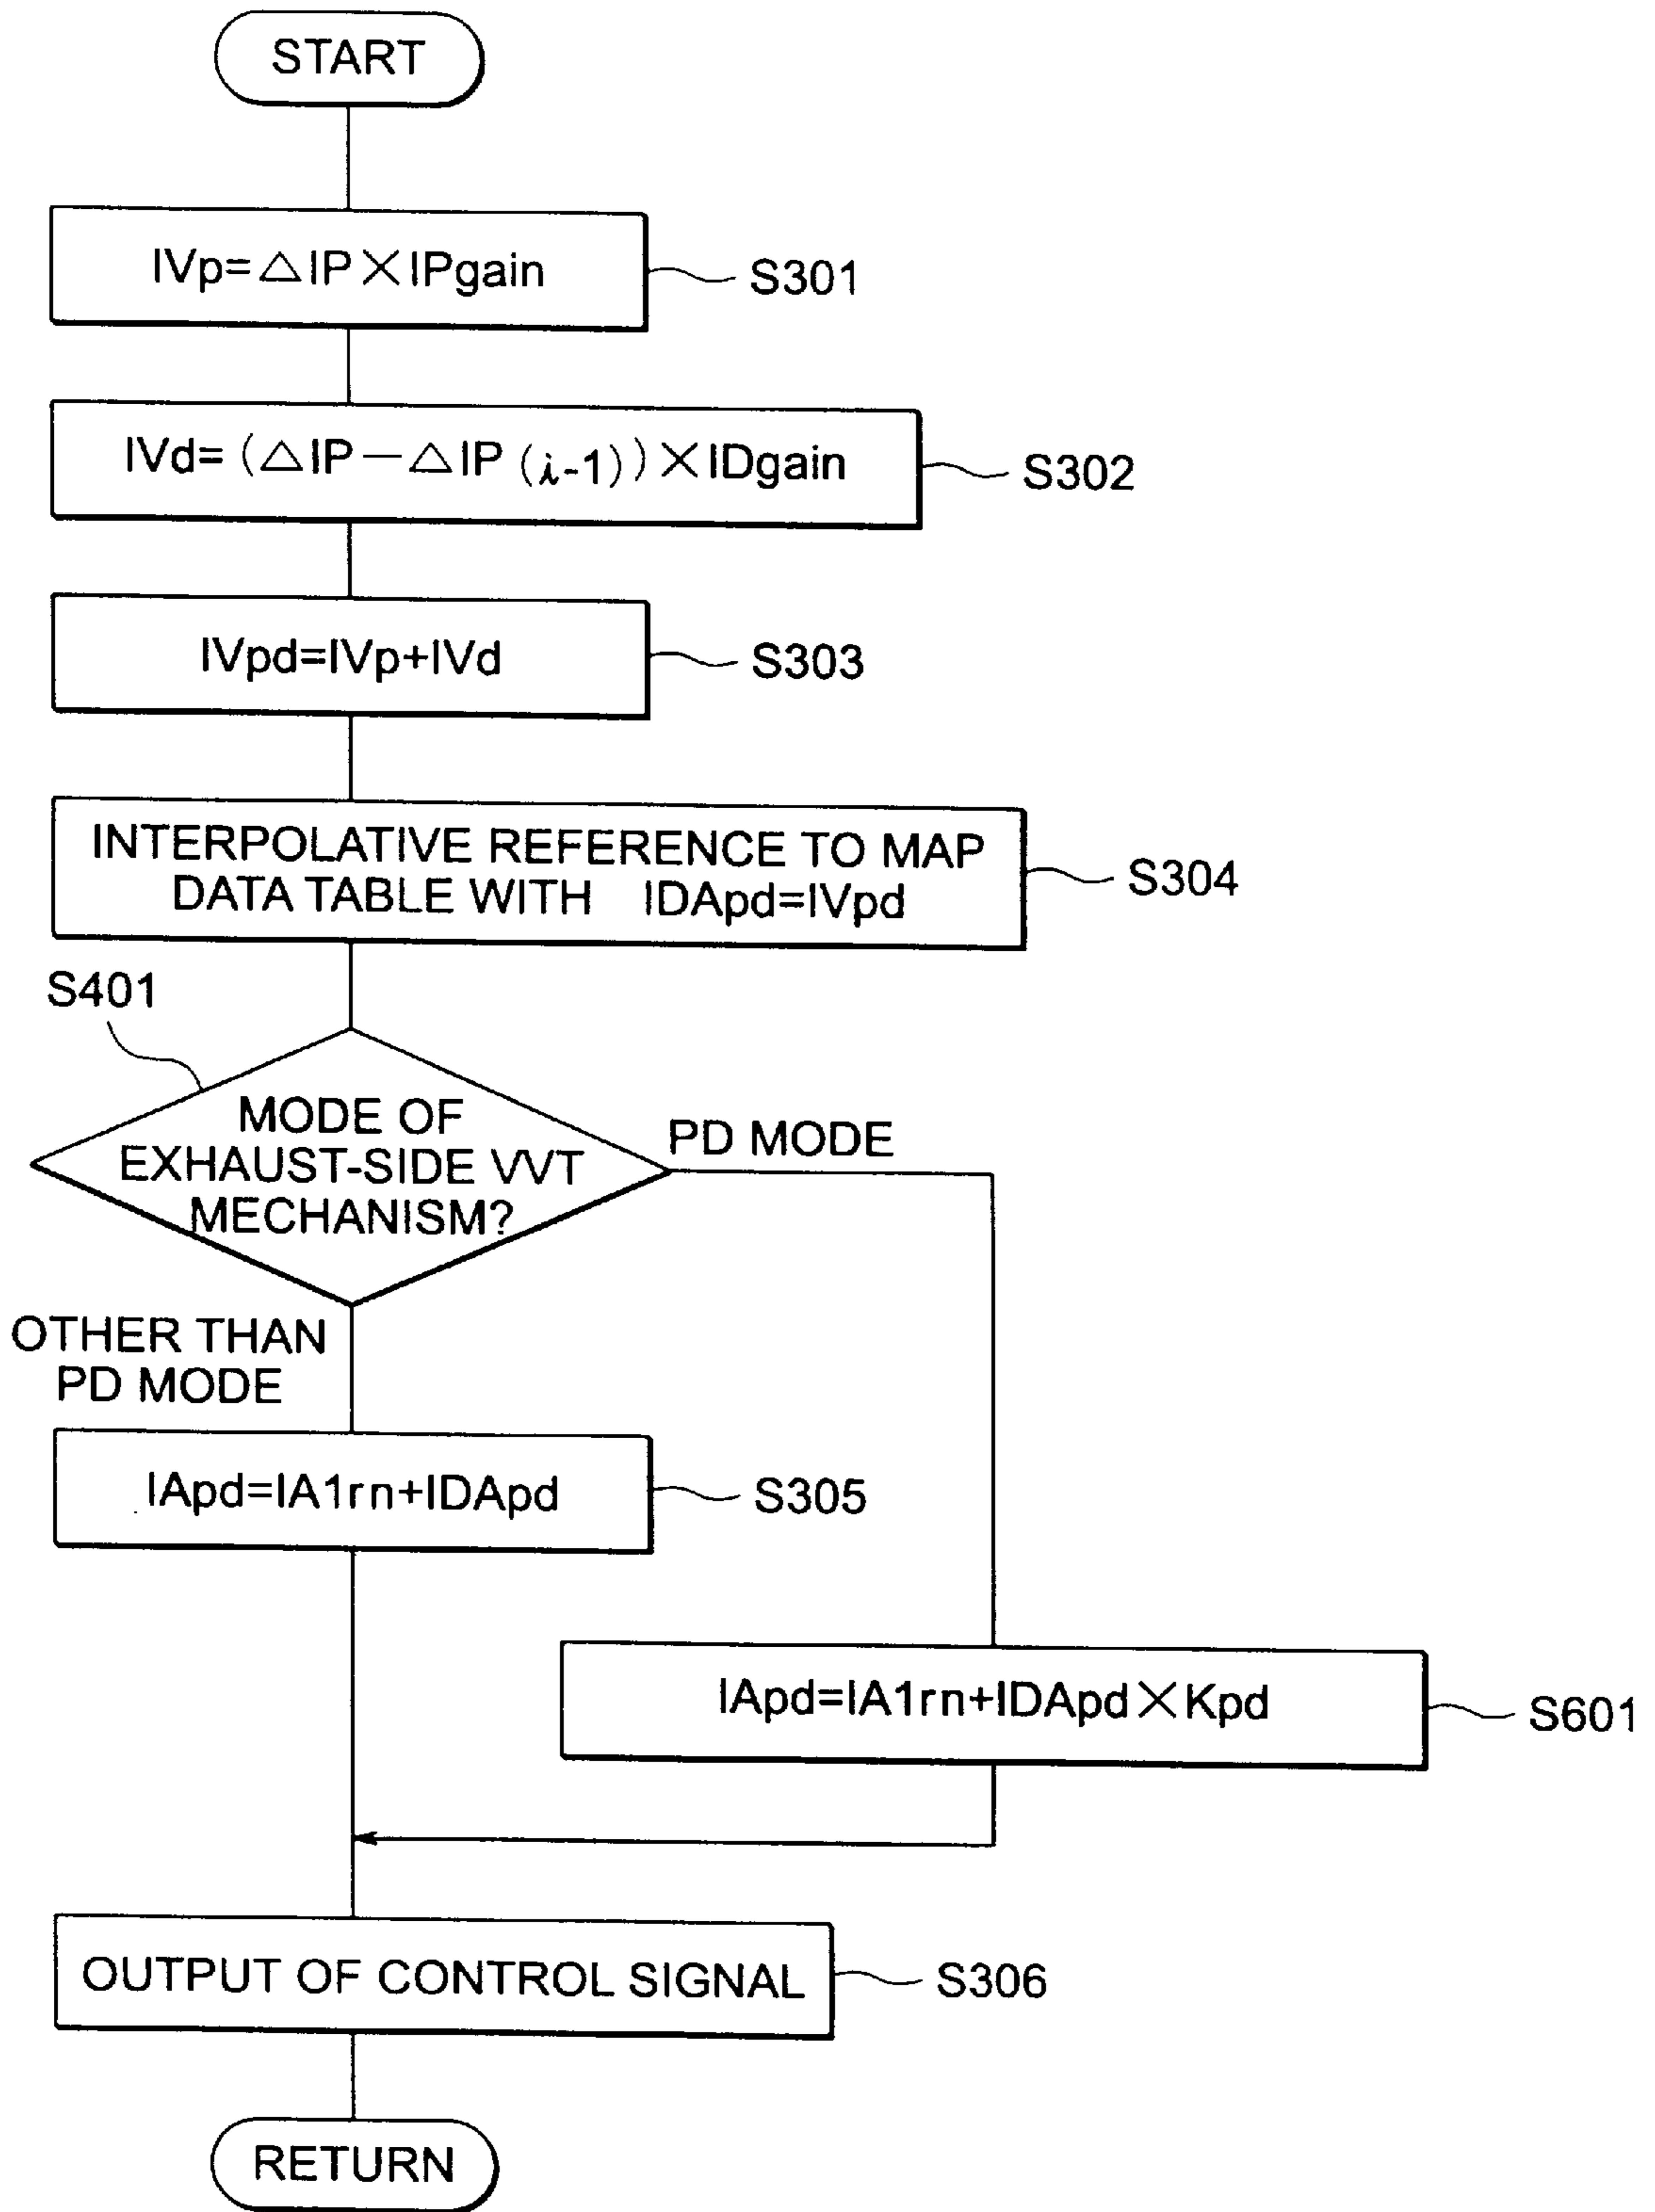 START
IVp=△IP×IPgain
S301
IVd=(△IP−△IP(i-1))×IDgain
S302
IVpd=IVp+IVd
S303
INTERPOLATIVE REFERENCE TO MAP
DATA TABLE WITH IDApd=IVpd
S304
S401
MODE OF
EXHAUST-SIDE VVT
MECHANISM?
PD MODE
OTHER THAN
PD MODE
IApd=IA1rn+IDApd
S305
IApd=IA1rn+IDApd×Kpd
S601
OUTPUT OF CONTROL SIGNAL
S306
RETURN